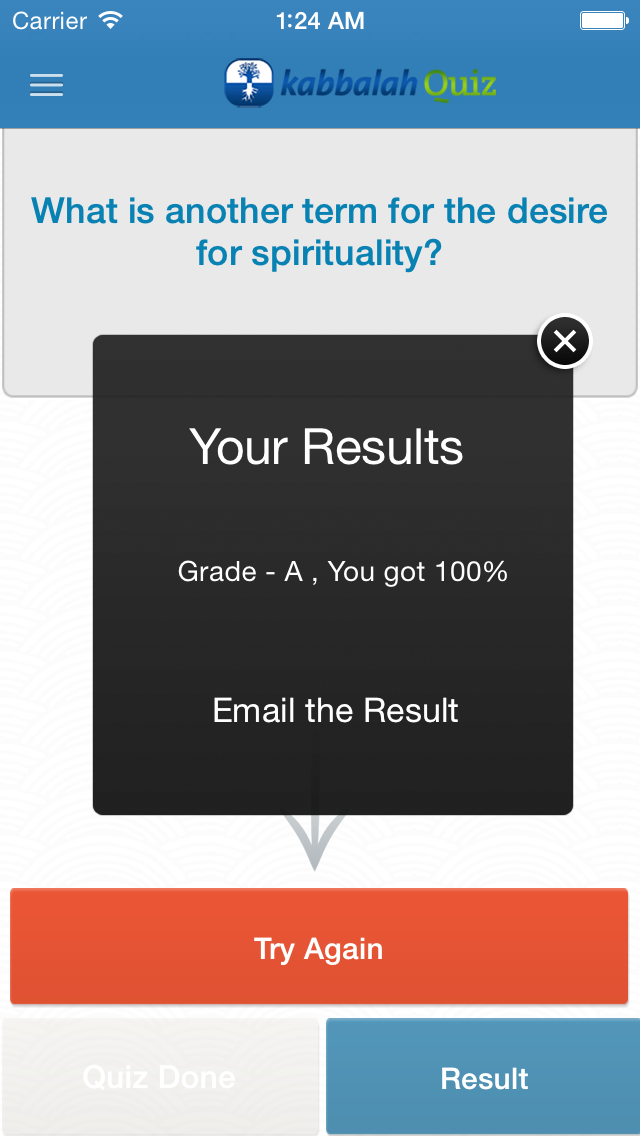 Carrier 1:24 AM
kabbalah Quiz
What is another term for the desire
for spirituality?
Your Results
Grade - A , You got 100%
Email the Result
Try Again
Quiz Done
Result